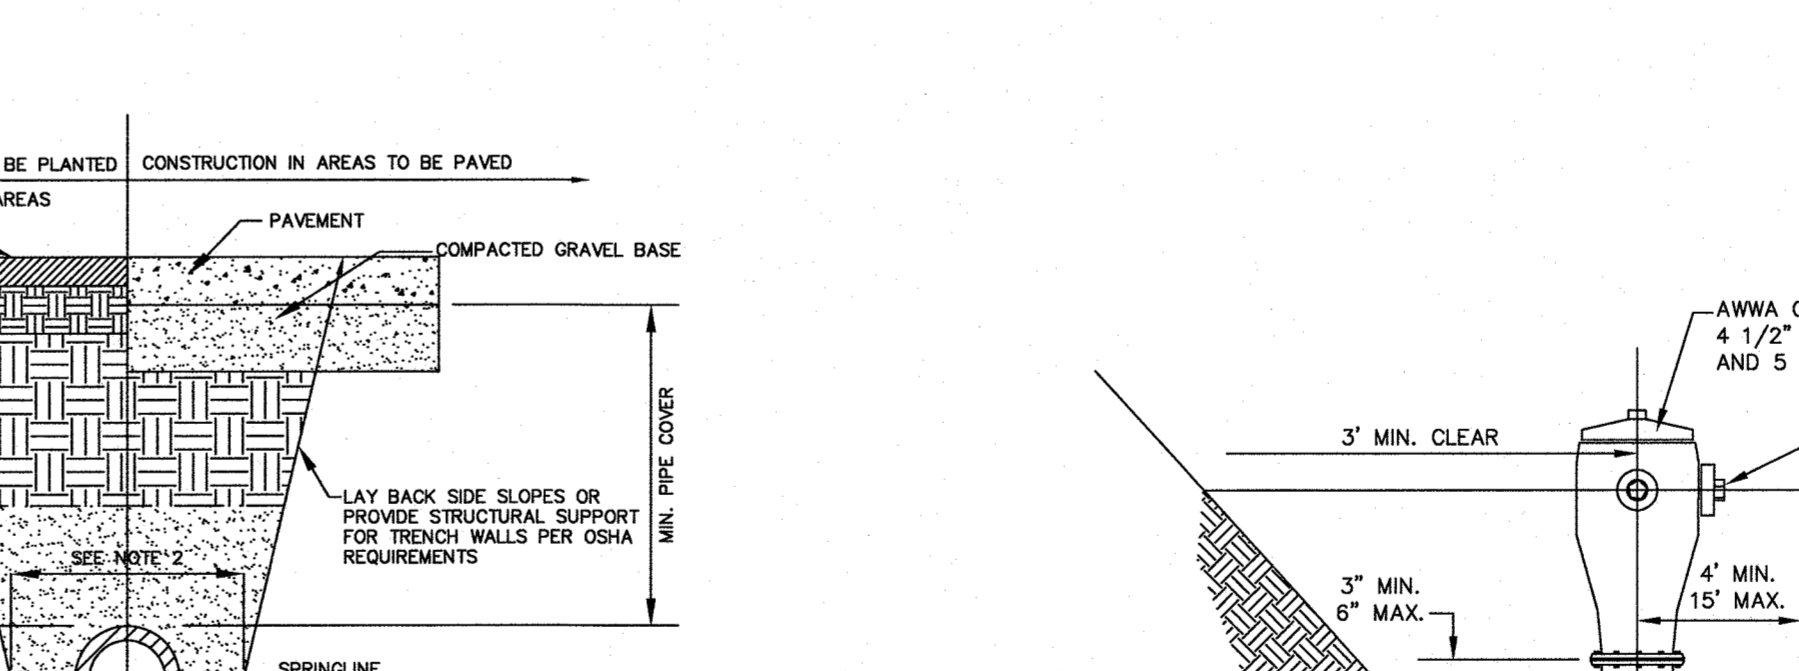 BE PLANTED
CONSTRUCTION IN AREAS TO BE PAVED
AREAS
PAVEMENT
COMPACTED GRAVEL BASE
MIN. PIPE COVER
LAY BACK SIDE SLOPES OR
PROVIDE STRUCTURAL SUPPORT
FOR TRENCH WALLS PER OSHA
REQUIREMENTS
SEE NOTE 2
SPRINGLINE
AWWA
4 1/2"
AND 5
3' MIN. CLEAR
3" MIN.
6" MAX.
4' MIN.
15' MAX.